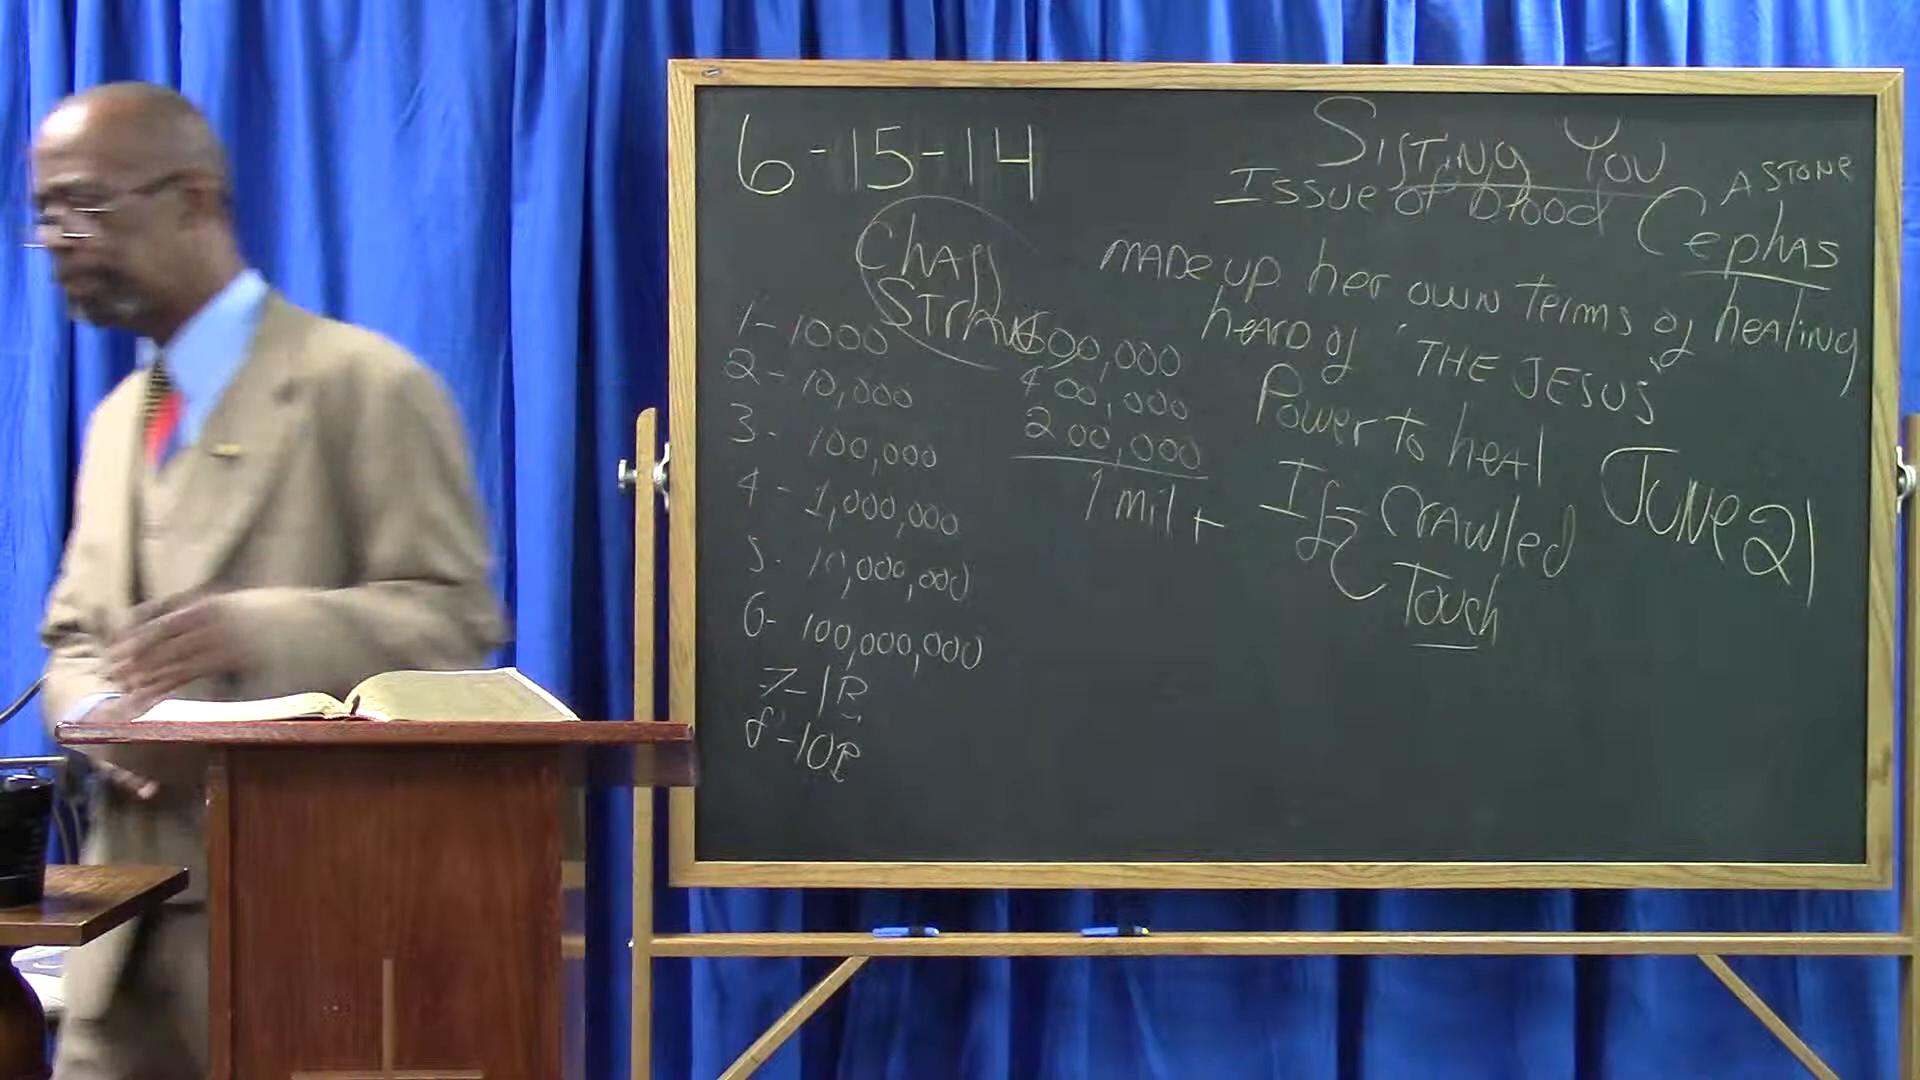 6-15-14
Sisting You
Issue of Blood
A STONE
Cephas
Chaff
STRAW
MADE UP her own Terms of healing
heard of 'THE JESUS'
Power to heal
If I Crawled
Touch
JUNE 21
1- 1000
2- 10,000
3- 100,000
4- 1,000,000
5- 10,000,000
6- 100,000,000
7- 1B
8- 10B
400,000
200,000
1 mil +